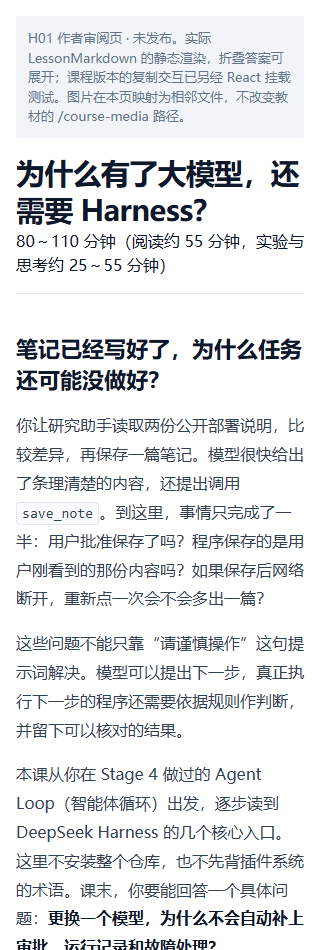 H01 作者审阅页 · 未发布。实际
LessonMarkdown 的静态渲染，折叠答案可
展开；课程版本的复制交互已另经 React 挂载
测试。图片在本页映射为相邻文件，不改变教
材的 /course-media 路径。
为什么有了大模型，还
需要 Harness？
80～110 分钟（阅读约 55 分钟，实验与
思考约 25～55 分钟）
笔记已经写好了，为什么任务
还可能没做好？
你让研究助手读取两份公开部署说明，比
较差异，再保存一篇笔记。模型很快给出
了条理清楚的内容，还提出调用
save_note。到这里，事情只完成了一
半：用户批准保存了吗？程序保存的是用
户刚看到的那份内容吗？如果保存后网络
断开，重新点一次会不会多出一篇？
这些问题不能只靠“请谨慎操作”这句提
示词解决。模型可以提出下一步，真正执
行下一步的程序还需要依据规则作判断，
并留下可以核对的结果。
本课从你在 Stage 4 做过的 Agent
Loop（智能体循环）出发，逐步读到
DeepSeek Harness 的几个核心入口。
这里不安装整个仓库，也不先背插件系统
的术语。课末，你要能回答一个具体问
题：更换一个模型，为什么不会自动补上
审批、运行记录和故障处理？